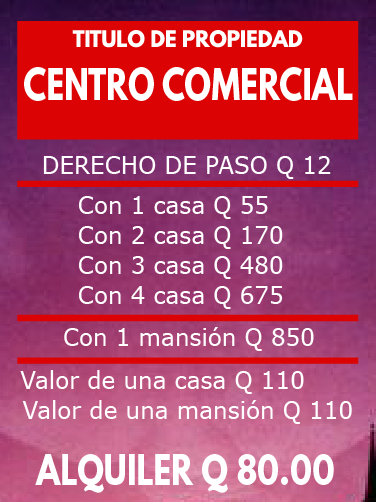 TITULO DE PROPIEDAD
CENTRO COMERCIAL
DERECHO DE PASO Q 12
Con 1 casa Q 55
Con 2 casa Q 170
Con 3 casa Q 480
Con 4 casa Q 675
Con 1 mansión Q 850
Valor de una casa Q 110
Valor de una mansión Q 110
ALQUILER Q 80.00